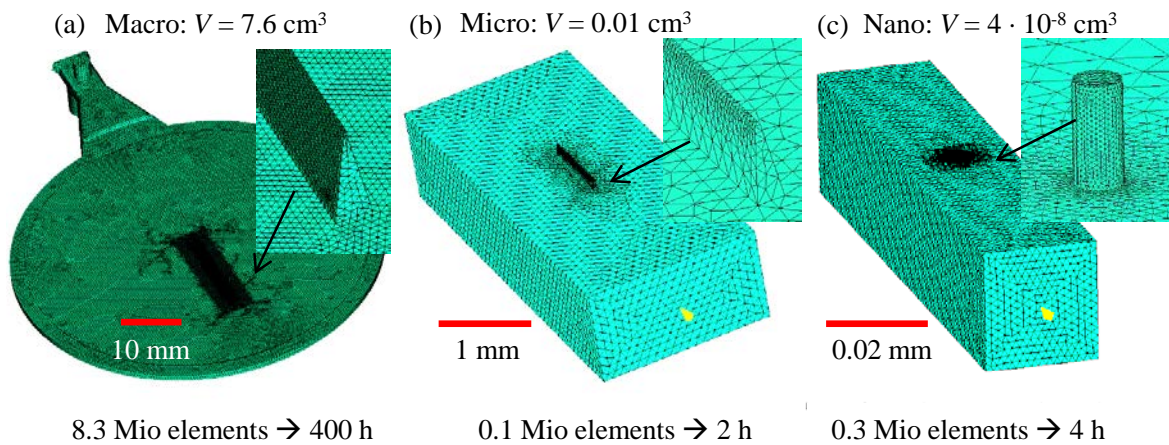 (a) Macro: V = 7.6 cm³
(b) Micro: V = 0.01 cm³
(c) Nano: V = 4 · 10⁻⁸ cm³
10 mm
1 mm
0.02 mm
8.3 Mio elements → 400 h
0.1 Mio elements → 2 h
0.3 Mio elements → 4 h